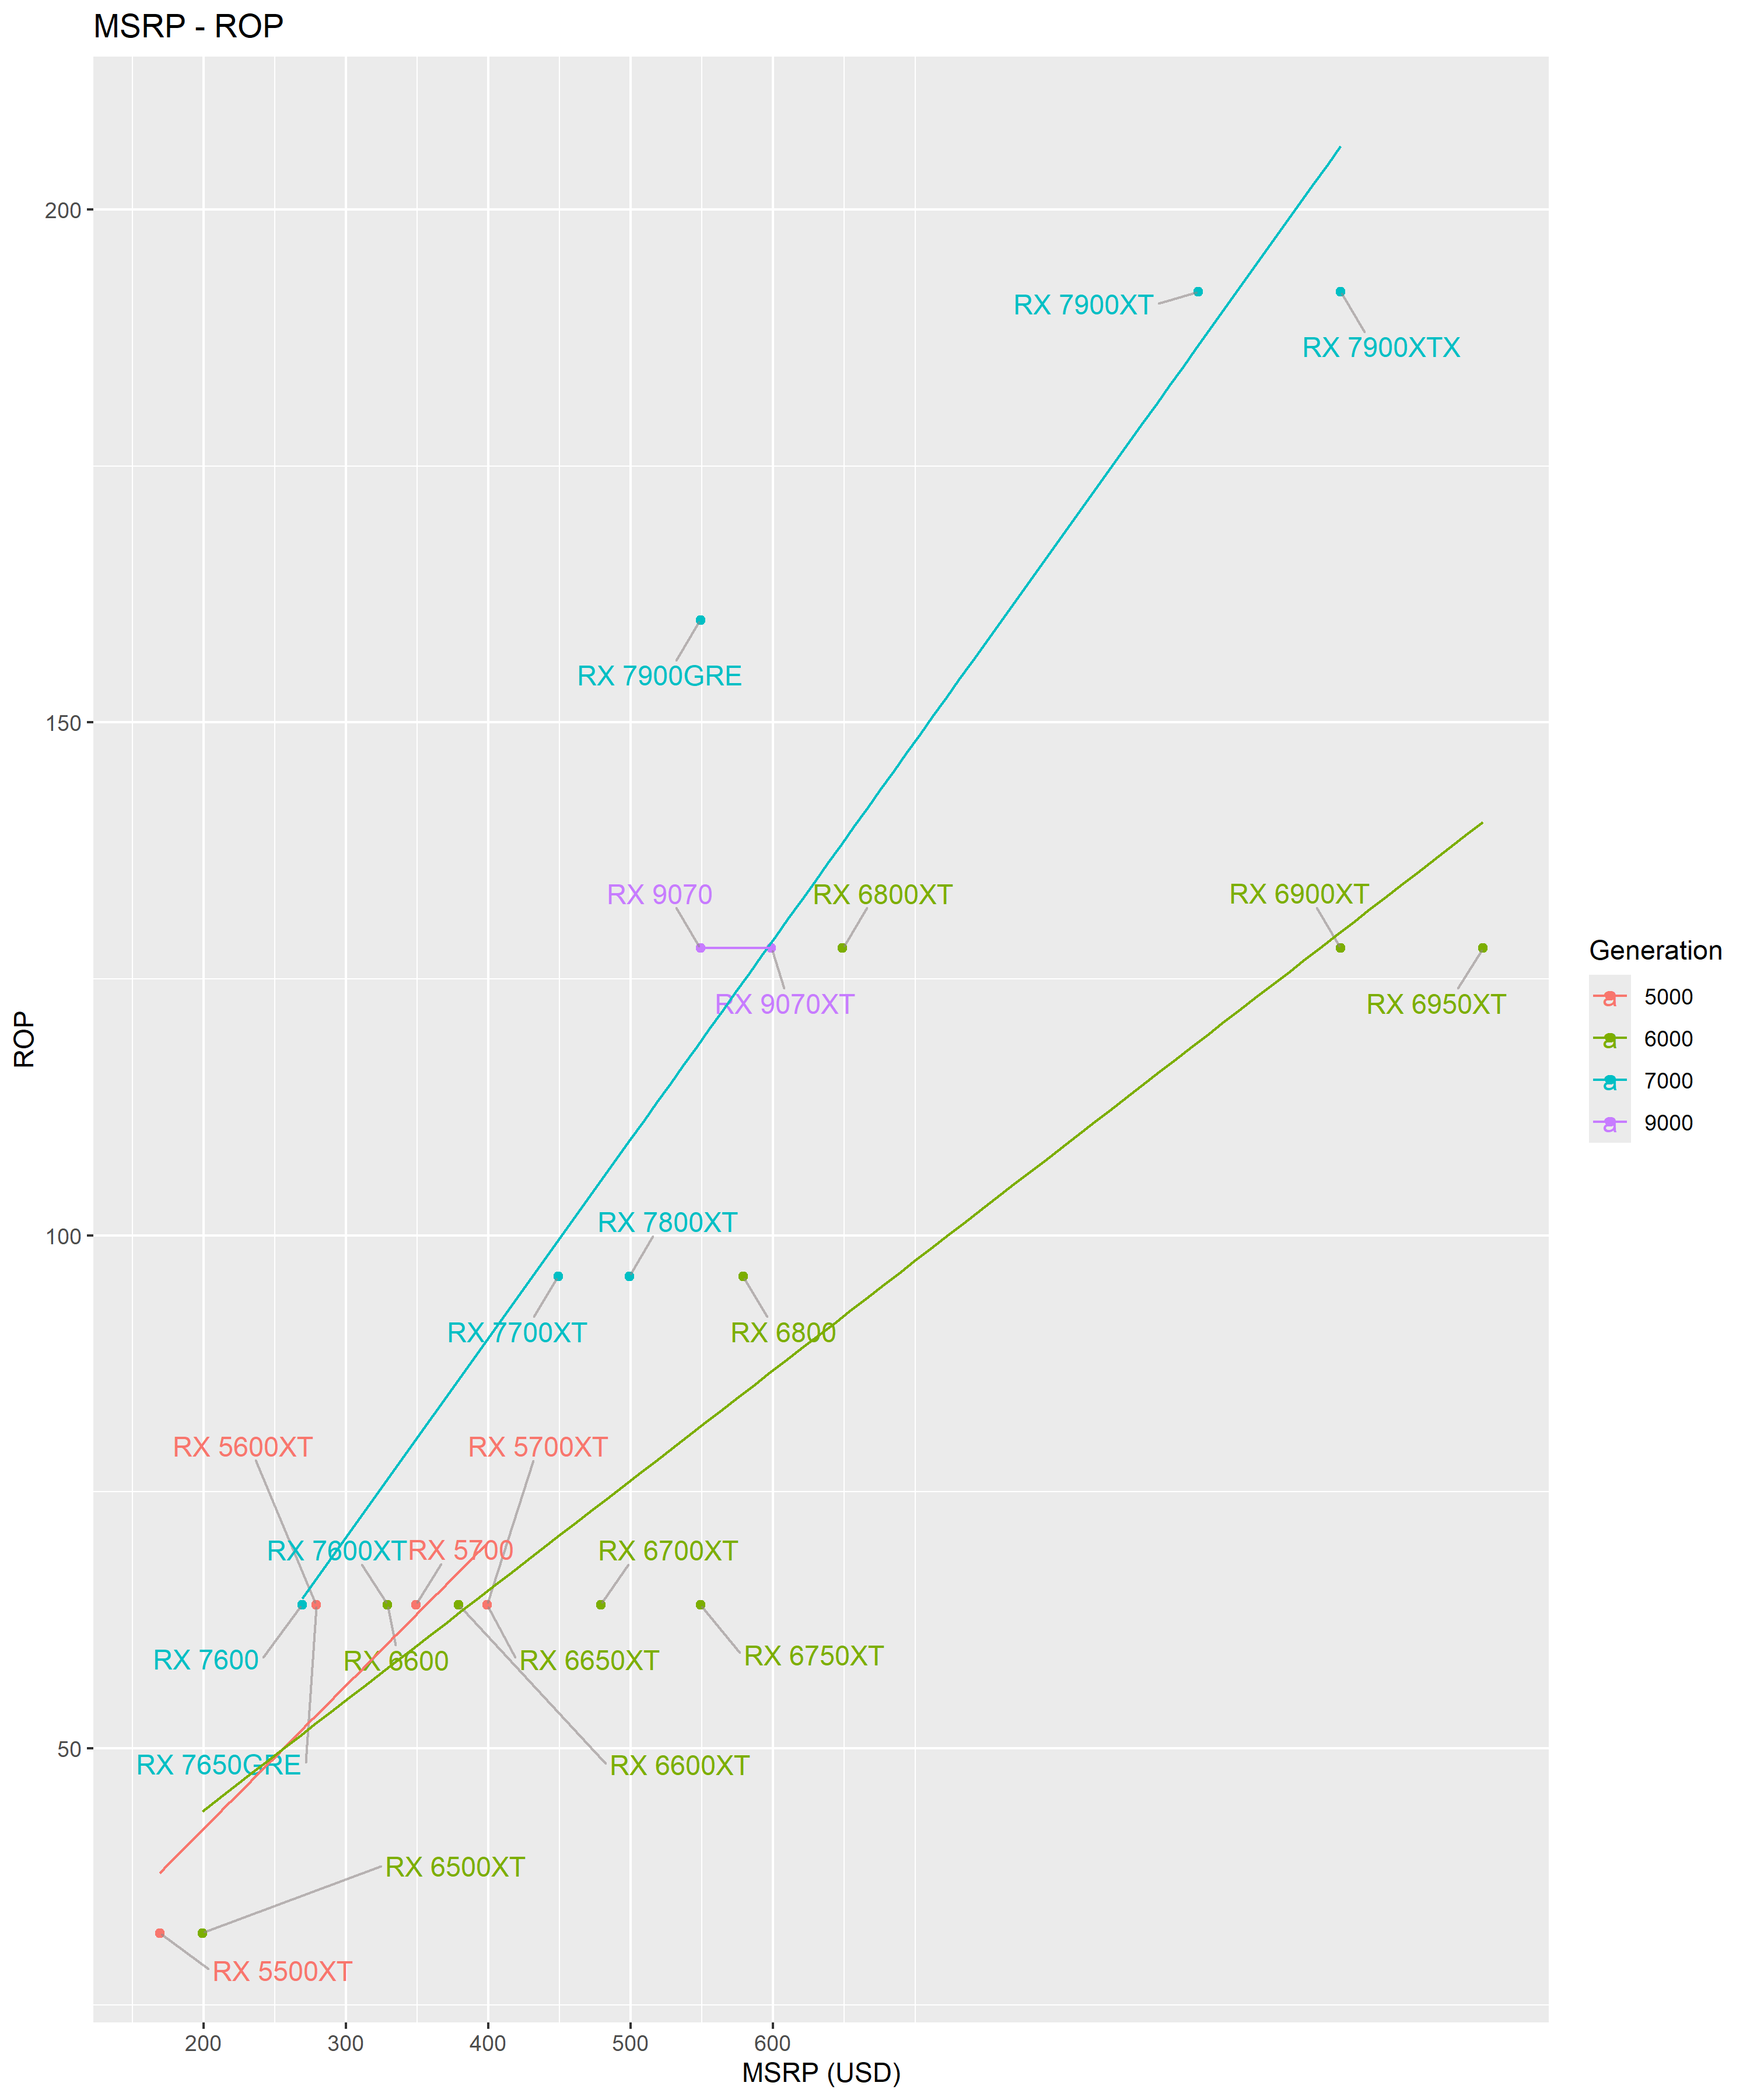 MSRP - ROP
200
RX 7900XT
RX 7900XTX
150
RX 7900GRE
RX 9070
RX 6800XT
RX 6900XT
RX 9070XT
RX 6950XT
ROP
100
RX 7800XT
RX 7700XT
RX 6800
RX 5600XT
RX 5700XT
RX 7600XT
RX 5700
RX 6700XT
RX 7600
RX 6600
RX 6650XT
RX 6750XT
50
RX 7650GRE
RX 6600XT
RX 6500XT
RX 5500XT
200
300
400
500
600
MSRP (USD)
Generation
a 5000
a 6000
a 7000
a 9000